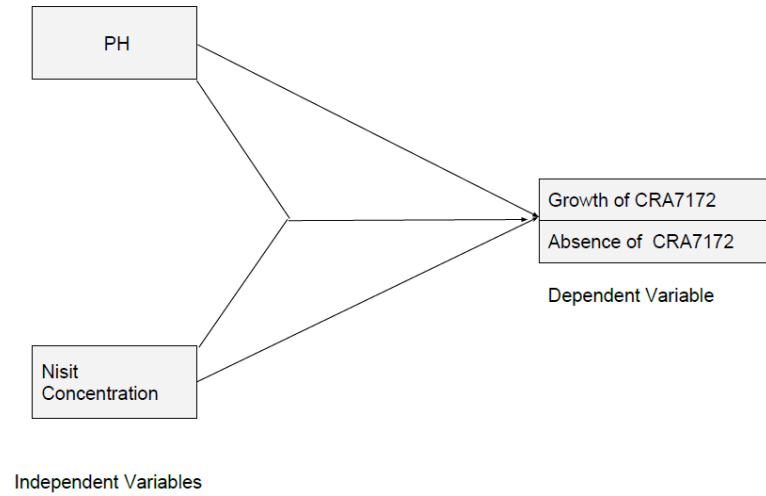 PH
Growth of CRA7172
Absence of CRA7172
Dependent Variable
Nisit
Concentration
Independent Variables